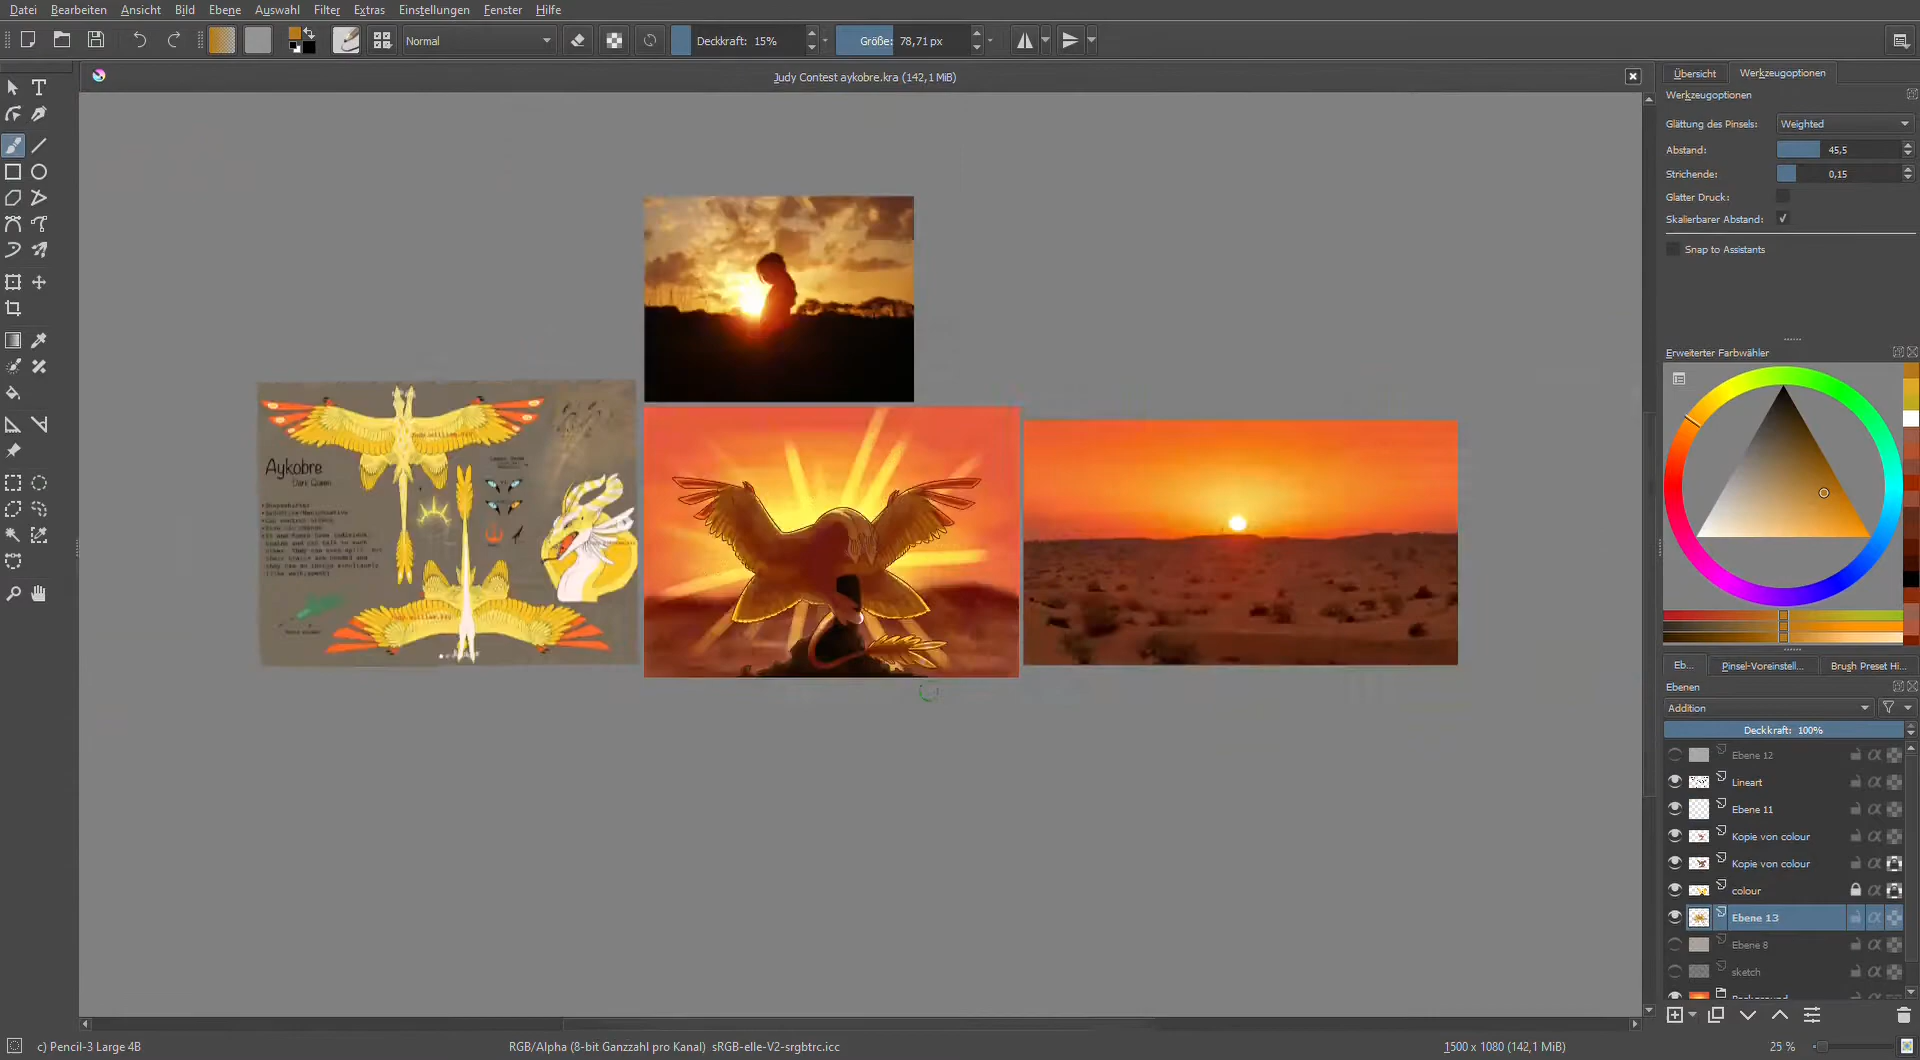 Datei Bearbeiten Ansicht Bild Ebene Auswahl Filter Extras Einstellungen Fenster Hilfe
Normal Deckkraft: 15% Größe: 78,71 px
Judy Contest aykobre.kra (142,1 MiB)
Übersicht Werkzeugoptionen
Werkzeugoptionen
Glättung des Pinsels: Weighted
Abstand: 45,5
Strichende: 0,15
Glatter Druck:
Skalierbarer Abstand:
Snap to Assistants
Erweiterter Farbwähler
Aykobre
Dark Queen
Eb... Pinsel-Voreinstell... Brush Preset Hi...
Ebenen
Addition
Deckkraft: 100%
Ebene 12
Lineart
Ebene 11
Kopie von colour
Kopie von colour
colour
Ebene 13
Ebene 8
sketch
Background
c) Pencil-3 Large 4B RGB/Alpha (8-bit Ganzzahl pro Kanal) sRGB-elle-V2-srgbtrc.icc 1500 x 1080 (142,1 MiB) 25 %